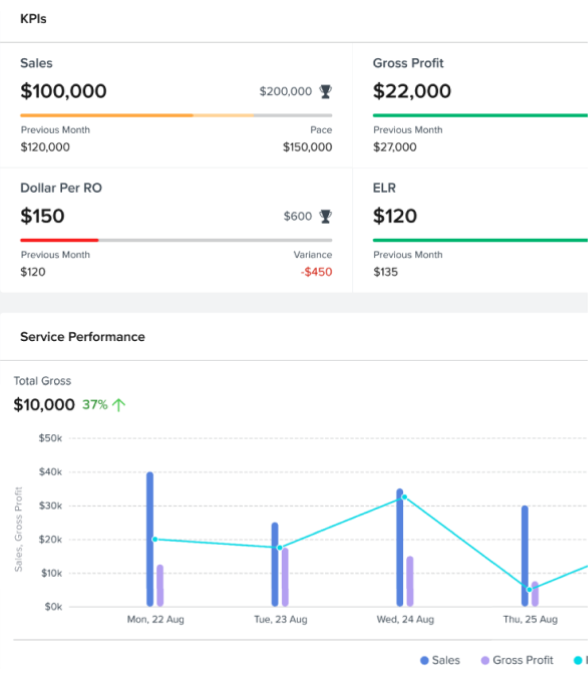 KPIs
Sales
$100,000
$200,000
Previous Month
Pace
$120,000
$150,000
Gross Profit
$22,000
Previous Month
$27,000
Dollar Per RO
$150
$600
Previous Month
Variance
$120
-$450
ELR
$120
Previous Month
$135
Service Performance
Total Gross
$10,000 37%
Sales, Gross Profit
$50k
$40k
$30k
$20k
$10k
$0k
Mon, 22 Aug
Tue, 23 Aug
Wed, 24 Aug
Thu, 25 Aug
Sales
Gross Profit